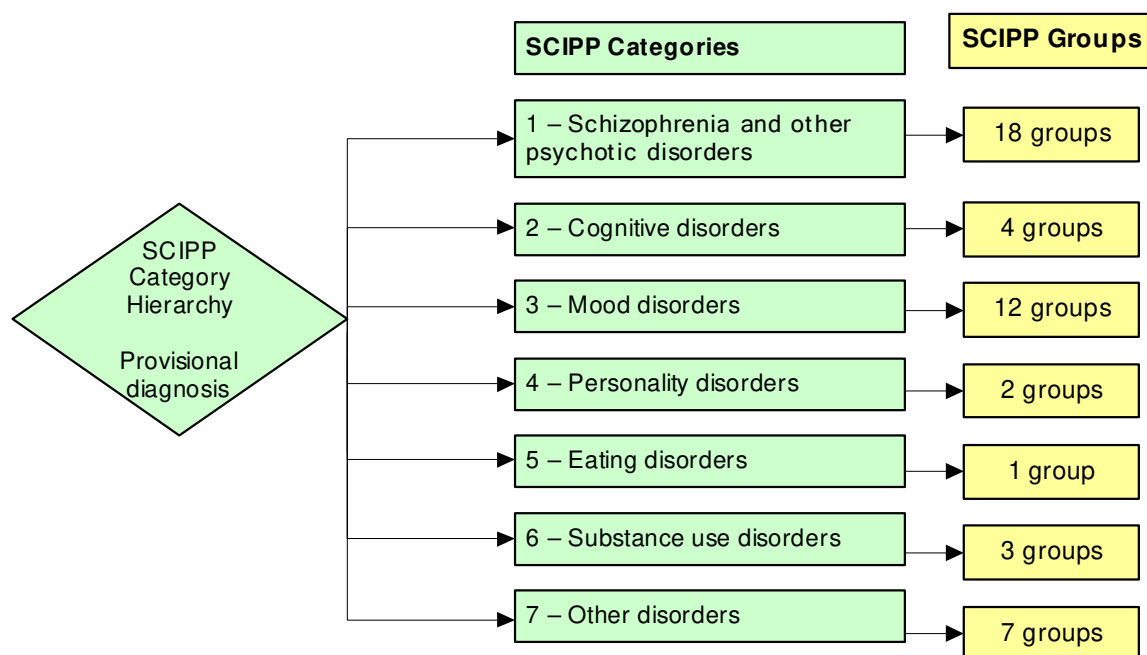 SCIPP Categories
SCIPP Groups
SCIPP
Category
Hierarchy
Provisional
diagnosis
1 – Schizophrenia and other
psychotic disorders
18 groups
2 – Cognitive disorders
4 groups
3 – Mood disorders
12 groups
4 – Personality disorders
2 groups
5 – Eating disorders
1 group
6 – Substance use disorders
3 groups
7 – Other disorders
7 groups